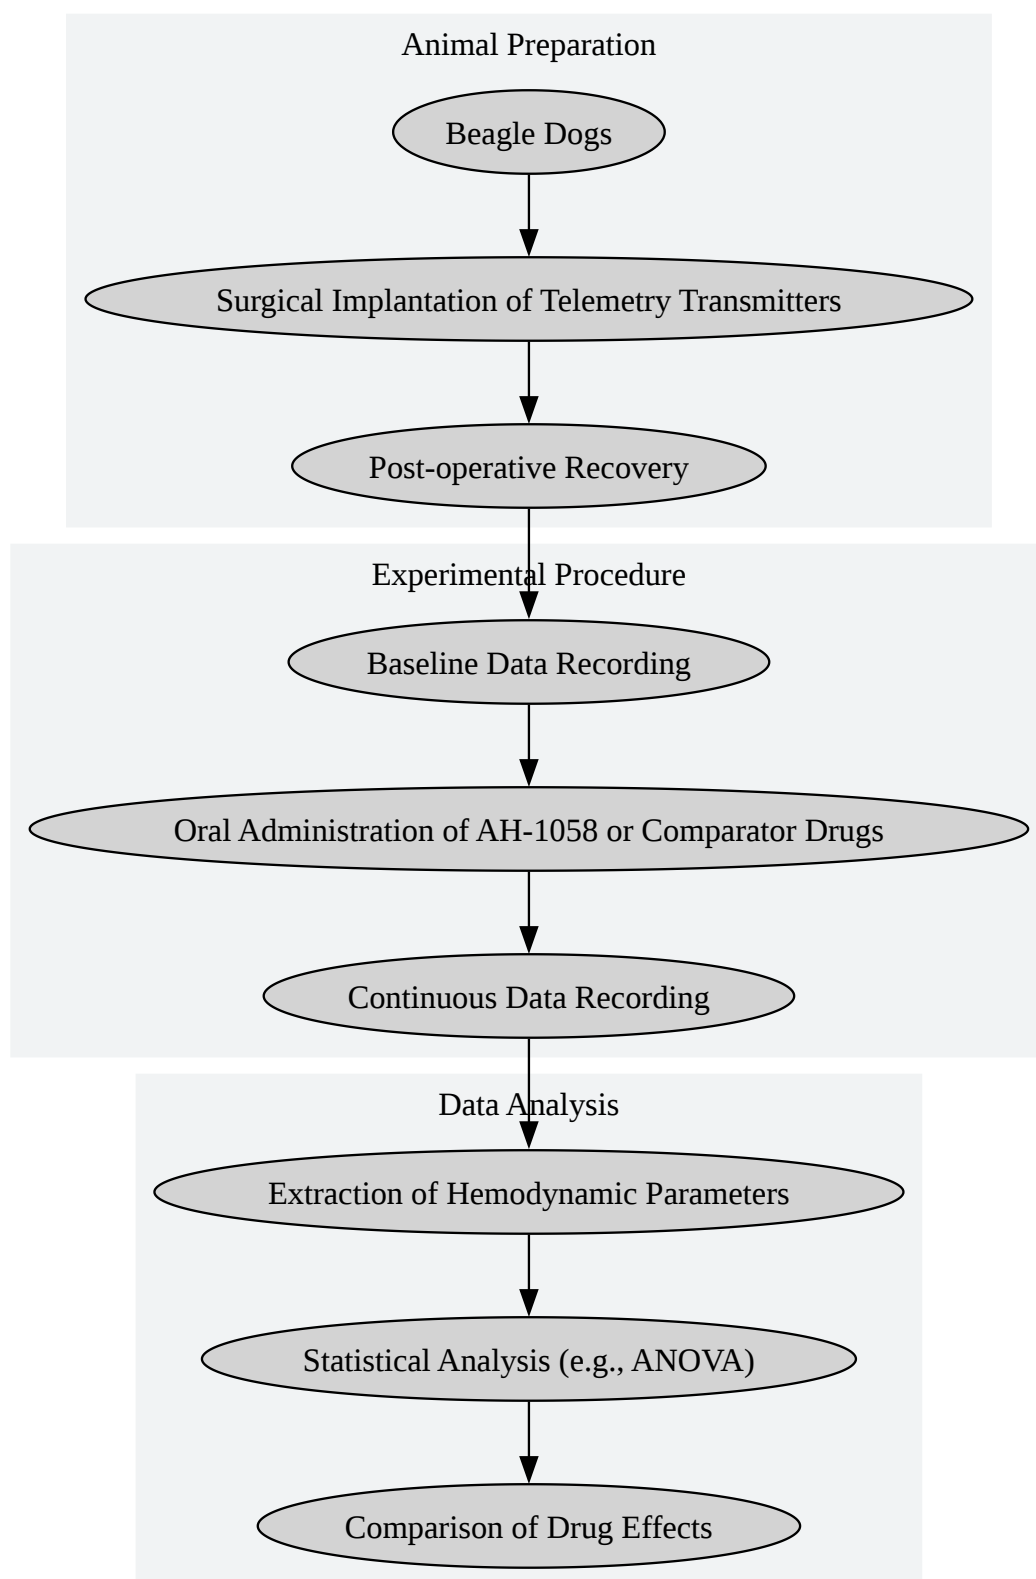 Animal Preparation
Beagle Dogs
Surgical Implantation of Telemetry Transmitters
Post-operative Recovery
Experimental Procedure
Baseline Data Recording
Oral Administration of AH-1058 or Comparator Drugs
Continuous Data Recording
Data Analysis
Extraction of Hemodynamic Parameters
Statistical Analysis (e.g., ANOVA)
Comparison of Drug Effects